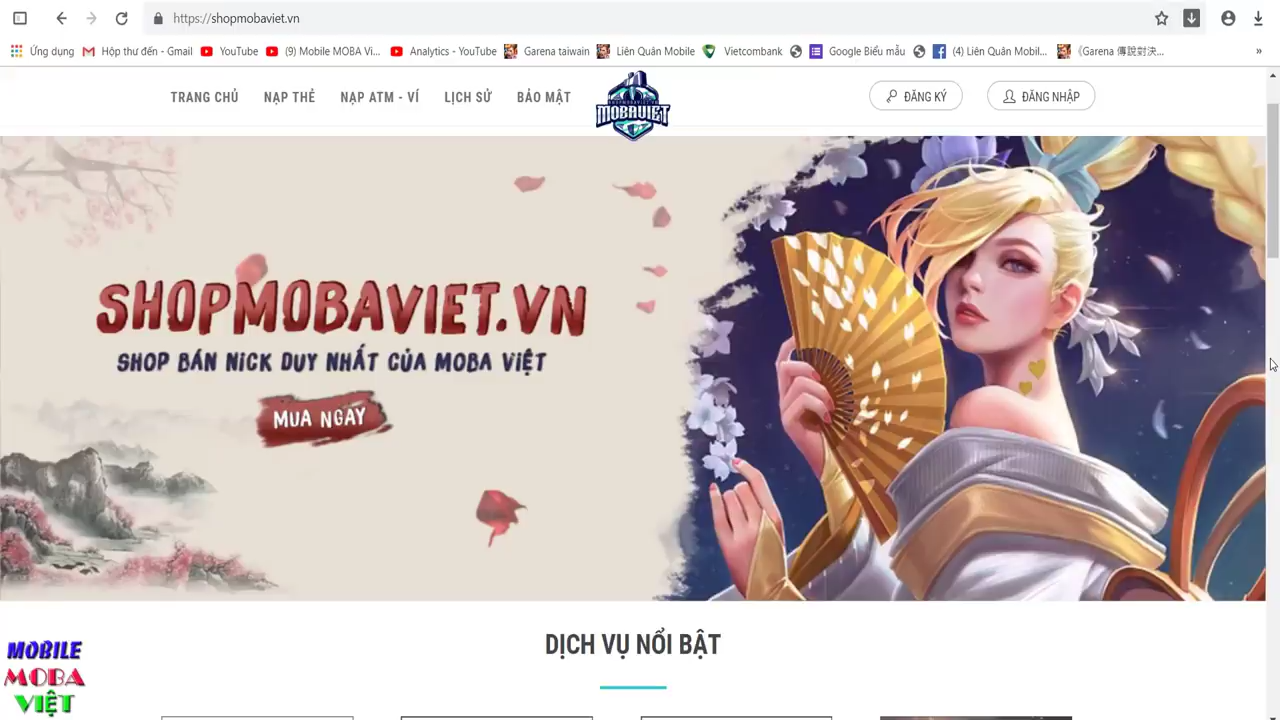 https://shopmobaviet.vn
Ứng dụng
Hộp thư đến - Gmail
YouTube
(9) Mobile MOBA Vi...
Analytics - YouTube
Garena taiwain
Liên Quân Mobile
Vietcombank
Google Biểu mẫu
(4) Liên Quân Mobil...
《Garena 傳說對決...
»
TRANG CHỦ
NẠP THẺ
NẠP ATM - VÍ
LỊCH SỬ
BẢO MẬT
SHOPMOBAVIET.VN
MOBAVIET
ĐĂNG KÝ
ĐĂNG NHẬP
SHOPMOBAVIET.VN
SHOP BÁN NICK DUY NHẤT CỦA MOBA VIỆT
MUA NGAY
DỊCH VỤ NỔI BẬT
MOBILE
MOBA
VIỆT